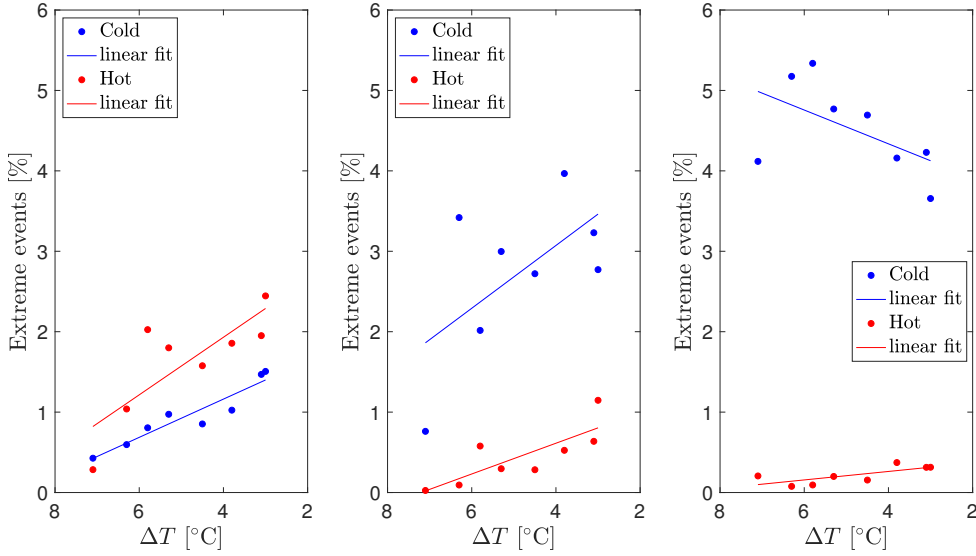 6
5
4
3
2
1
0
Extreme events [%]
Cold
linear fit
Hot
linear fit
8 6 4 2
ΔT [°C]
6
5
4
3
2
1
0
Extreme events [%]
Cold
linear fit
Hot
linear fit
8 6 4 2
ΔT [°C]
6
5
4
3
2
1
0
Extreme events [%]
Cold
linear fit
Hot
linear fit
8 6 4 2
ΔT [°C]